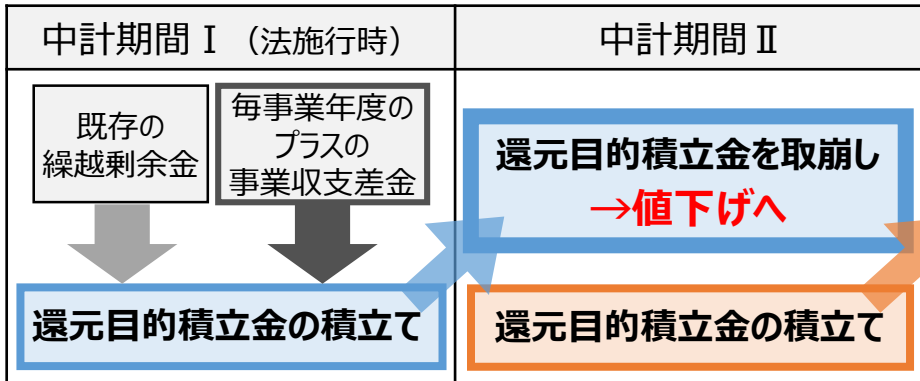 中計期間Ⅰ（法施行時）
中計期間Ⅱ
既存の
繰越剰余金
毎事業年度の
プラスの
事業収支差金
還元目的積立金の積立て
還元目的積立金を取崩し
→値下げへ
還元目的積立金の積立て